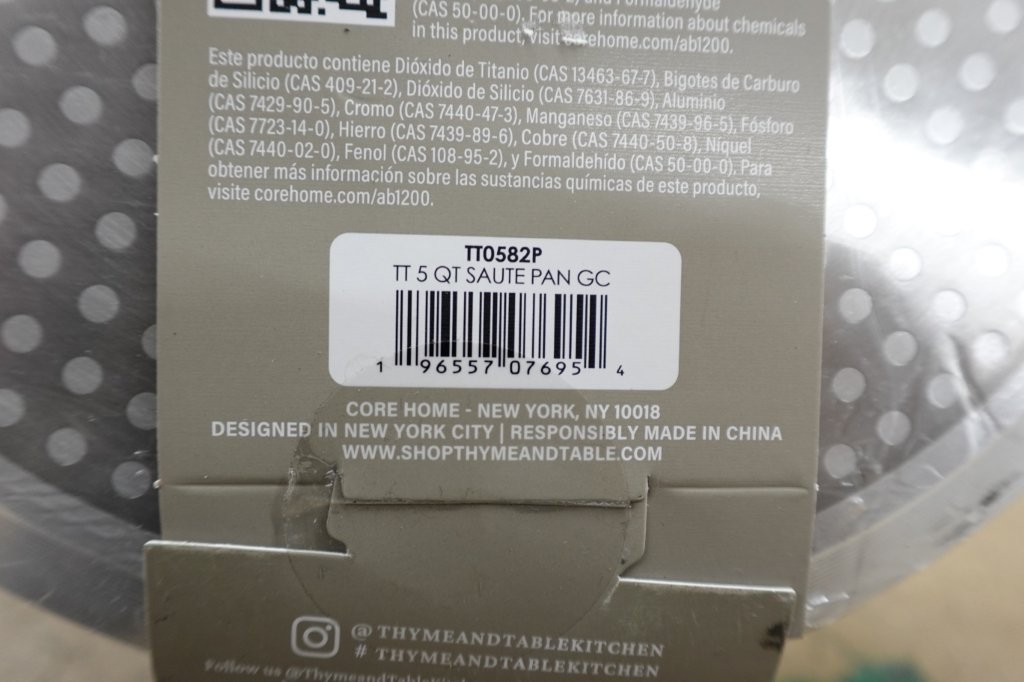 and Formaldehyde
(CAS 50-00-0). For more information about chemicals
in this product, visit corehome.com/ab1200.
Este producto contiene Dióxido de Titanio (CAS 13463-67-7), Bigotes de Carburo
de Silicio (CAS 409-21-2), Dióxido de Silicio (CAS 7631-86-9), Aluminio
(CAS 7429-90-5), Cromo (CAS 7440-47-3), Manganeso (CAS 7439-96-5), Fósforo
(CAS 7723-14-0), Hierro (CAS 7439-89-6), Cobre (CAS 7440-50-8), Níquel
(CAS 7440-02-0), Fenol (CAS 108-95-2), y Formaldehído (CAS 50-00-0). Para
obtener más información sobre las sustancias químicas de este producto,
visite corehome.com/ab1200.
TT0582P
TT 5 QT SAUTE PAN GC
1 96557 07695 4
CORE HOME - NEW YORK, NY 10018
DESIGNED IN NEW YORK CITY | RESPONSIBLY MADE IN CHINA
WWW.SHOPTHYMEANDTABLE.COM
@THYMEANDTABLEKITCHEN
# THYMEANDTABLEKITCHEN
Follow us @ThymeandTable